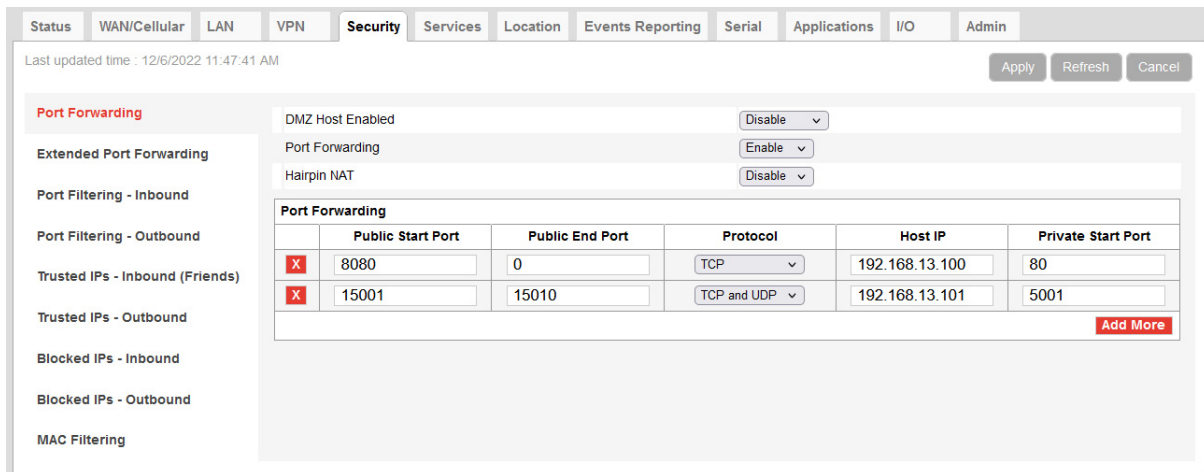 Status WAN/Cellular LAN VPN Security Services Location Events Reporting Serial Applications I/O Admin
Last updated time : 12/6/2022 11:47:41 AM
Apply Refresh Cancel
Port Forwarding
Extended Port Forwarding
Port Filtering - Inbound
Port Filtering - Outbound
Trusted IPs - Inbound (Friends)
Trusted IPs - Outbound
Blocked IPs - Inbound
Blocked IPs - Outbound
MAC Filtering
DMZ Host Enabled Disable
Port Forwarding Enable
Hairpin NAT Disable
Port Forwarding
Public Start Port Public End Port Protocol Host IP Private Start Port
X 8080 0 TCP 192.168.13.100 80
X 15001 15010 TCP and UDP 192.168.13.101 5001
Add More